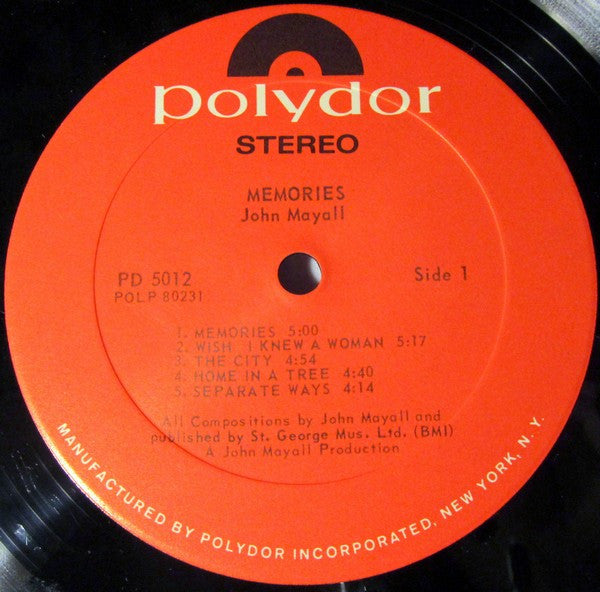 polydor
STEREO
MEMORIES
John Mayall
PD 5012
POLP 80231
Side 1
1. MEMORIES 5:00
2. WISH I KNEW A WOMAN 5:17
3. THE CITY 4:54
4. HOME IN A TREE 4:40
5. SEPARATE WAYS 4:14
All Compositions by John Mayall and
published by St. George Mus. Ltd. (BMI)
A John Mayall Production
MANUFACTURED BY POLYDOR INCORPORATED, NEW YORK, N. Y.